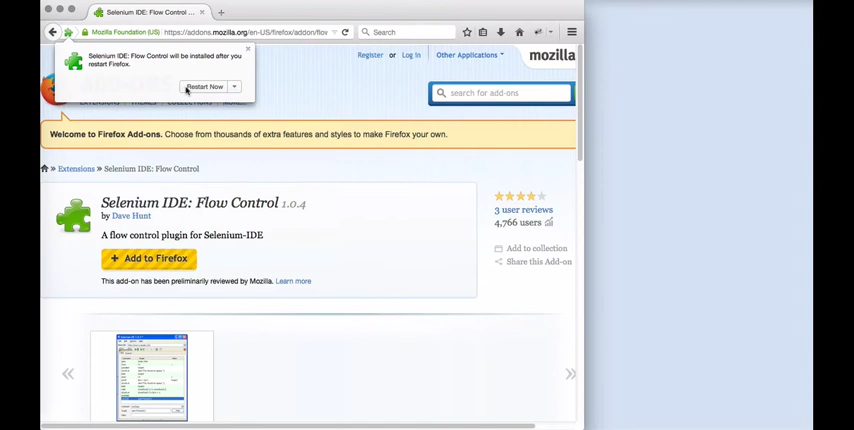 Selenium IDE: Flow Control ...
Mozilla Foundation (US)
https://addons.mozilla.org/en-US/firefox/addon/flow
Search
Selenium IDE: Flow Control will be installed after you
restart Firefox.
Restart Now
Register or Log In
Other Applications
mozilla
search for add-ons
EXTENSIONS THEMES COLLECTIONS MORE...
Welcome to Firefox Add-ons. Choose from thousands of extra features and styles to make Firefox your own.
» Extensions » Selenium IDE: Flow Control
Selenium IDE: Flow Control 1.0.4
by Dave Hunt
A flow control plugin for Selenium-IDE
+ Add to Firefox
This add-on has been preliminarily reviewed by Mozilla. Learn more
3 user reviews
4,766 users
Add to collection
Share this Add-on
«
»